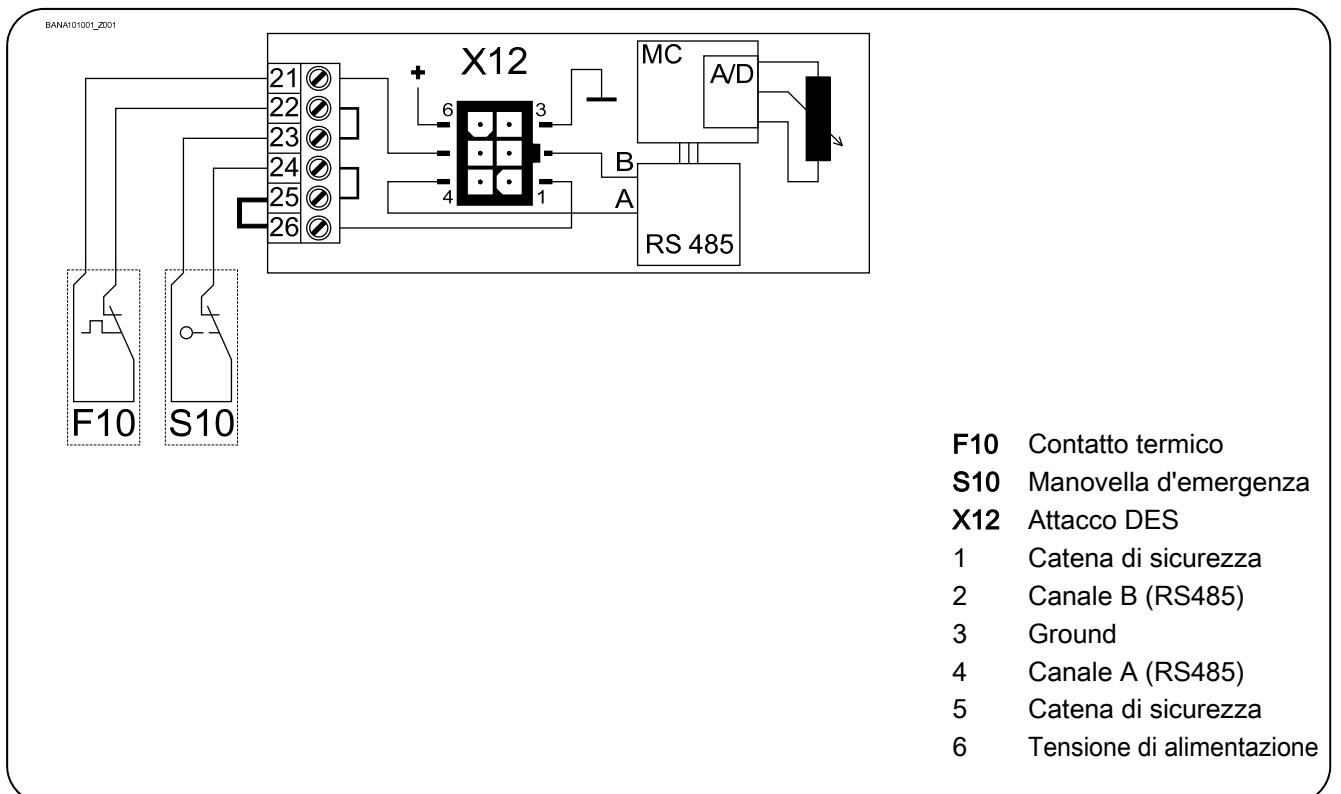 BANA101001_Z001
X12
MC
A/D
+
6
3
4
1
B
A
RS 485
21
22
23
24
25
26
F10
S10
F10 Contatto termico
S10 Manovella d'emergenza
X12 Attacco DES
1 Catena di sicurezza
2 Canale B (RS485)
3 Ground
4 Canale A (RS485)
5 Catena di sicurezza
6 Tensione di alimentazione